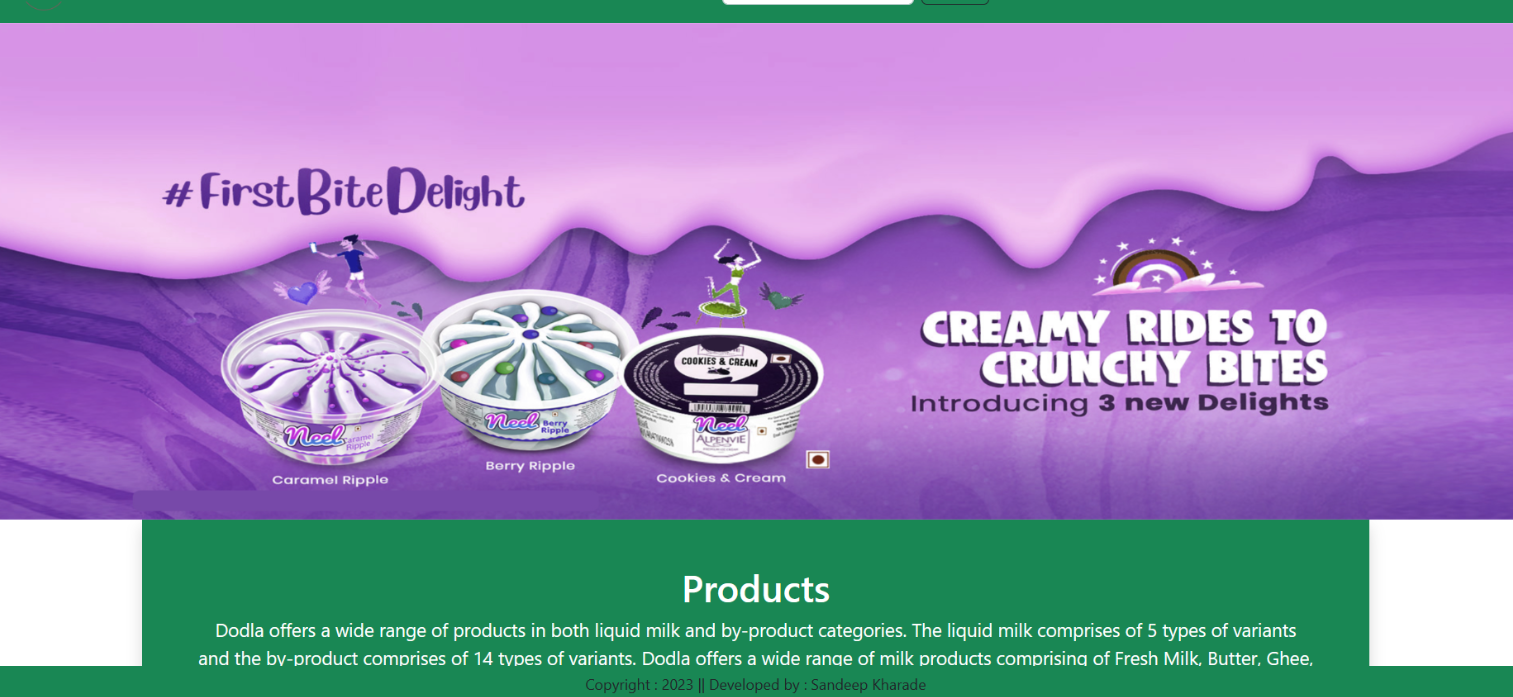 #FirstBiteDelight
CREAMY RIDES TO
CRUNCHY BITES
Introducing 3 new Delights
COOKIES & CREAM
Neel
Caramel
Ripple
Neel
Berry
Ripple
Neel
ALPENVIE
Caramel Ripple
Berry Ripple
Cookies & Cream
Products
Dodla offers a wide range of products in both liquid milk and by-product categories. The liquid milk comprises of 5 types of variants
and the by-product comprises of 14 types of variants. Dodla offers a wide range of milk products comprising of Fresh Milk, Butter, Ghee,
Copyright : 2023 || Developed by : Sandeep Kharade